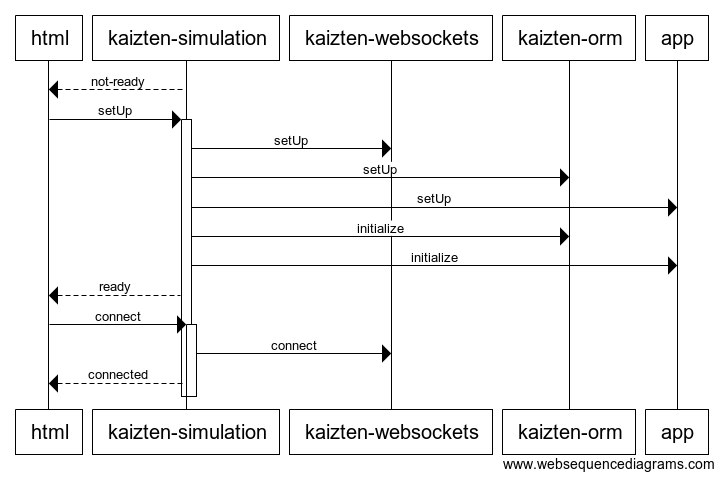 html kaizten-simulation kaizten-websockets kaizten-orm app
not-ready
setUp
setUp
setUp
setUp
initialize
initialize
ready
connect
connect
connected
html kaizten-simulation kaizten-websockets kaizten-orm app
www.websequencediagrams.com